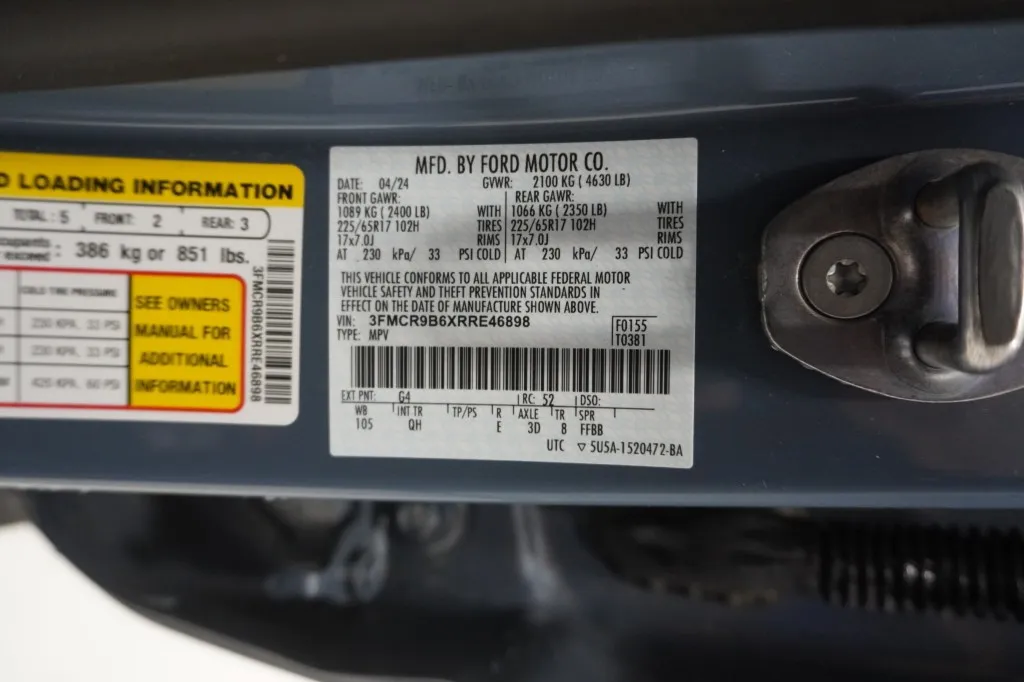 D LOADING INFORMATION
TOTAL: 5 FRONT: 2 REAR: 3
exceed: 386 kg or 851 lbs.
COLD TIRE PRESSURE
230 KPA, 33 PSI
230 KPA, 33 PSI
420 KPA, 60 PSI
SEE OWNERS
MANUAL FOR
ADDITIONAL
INFORMATION
3FMCR9B6XRRE46898
MFD. BY FORD MOTOR CO.
DATE: 04/24 GVWR: 2100 KG ( 4630 LB)
FRONT GAWR: REAR GAWR:
1089 KG ( 2400 LB) WITH 1066 KG ( 2350 LB) WITH
225/65R17 102H TIRES 225/65R17 102H TIRES
17x7.0J RIMS 17x7.0J RIMS
AT 230 kPa/ 33 PSI COLD AT 230 kPa/ 33 PSI COLD
THIS VEHICLE CONFORMS TO ALL APPLICABLE FEDERAL MOTOR
VEHICLE SAFETY AND THEFT PREVENTION STANDARDS IN
EFFECT ON THE DATE OF MANUFACTURE SHOWN ABOVE.
VIN: 3FMCR9B6XRRE46898 F0155
TYPE: MPV T0381
EXT PNT: G4 RC: 52 DSO:
WB INT TR TP/PS R AXLE TR SPR
105 QH E 3D 8 FFBB
UTC ▽ 5U5A-1520472-BA